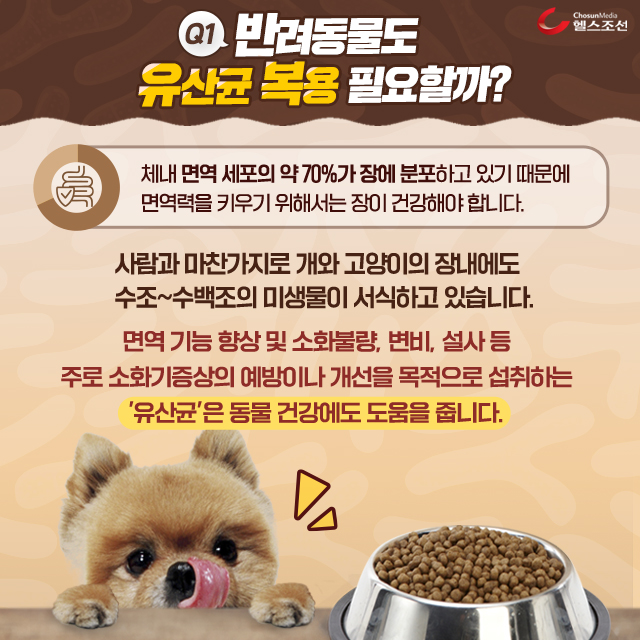 ChosunMedia
헬스조선
Q1 반려동물도
유산균 복용 필요할까?
체내 면역 세포의 약 70%가 장에 분포하고 있기 때문에
면역력을 키우기 위해서는 장이 건강해야 합니다.
사람과 마찬가지로 개와 고양이의 장내에도
수조~수백조의 미생물이 서식하고 있습니다.
면역 기능 향상 및 소화불량, 변비, 설사 등
주로 소화기증상의 예방이나 개선을 목적으로 섭취하는
'유산균'은 동물 건강에도 도움을 줍니다.